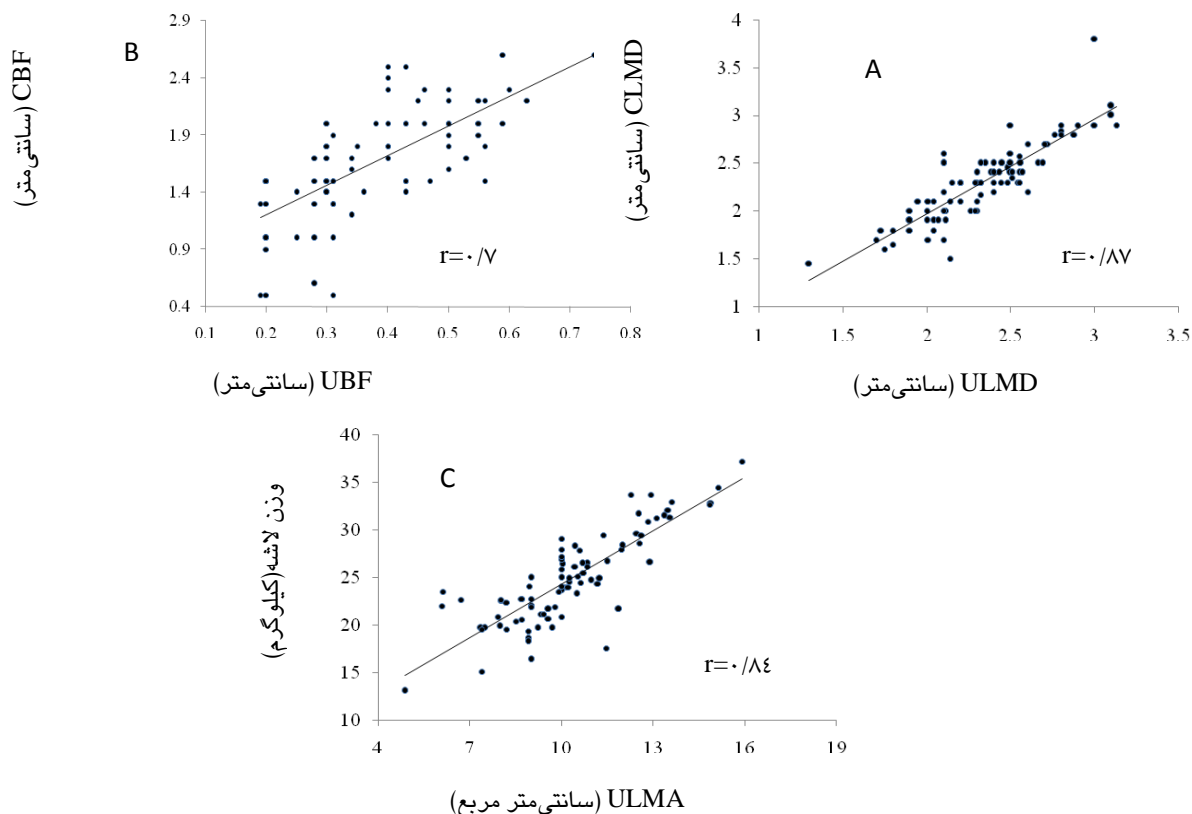 B
CBF (سانتی‌متر)
2.9
2.4
1.9
1.4
0.9
0.4
0.1 0.2 0.3 0.4 0.5 0.6 0.7 0.8
r=۰/۷
UBF (سانتی‌متر)
A
CLMD (سانتی‌متر)
4
3.5
3
2.5
2
1.5
1
1 1.5 2 2.5 3 3.5
r=۰/۸۷
ULMD (سانتی‌متر)
C
وزن لاشه(کیلوگرم)
40
35
30
25
20
15
10
4 7 10 13 16 19
r=۰/۸٤
ULMA (سانتی‌متر مربع)